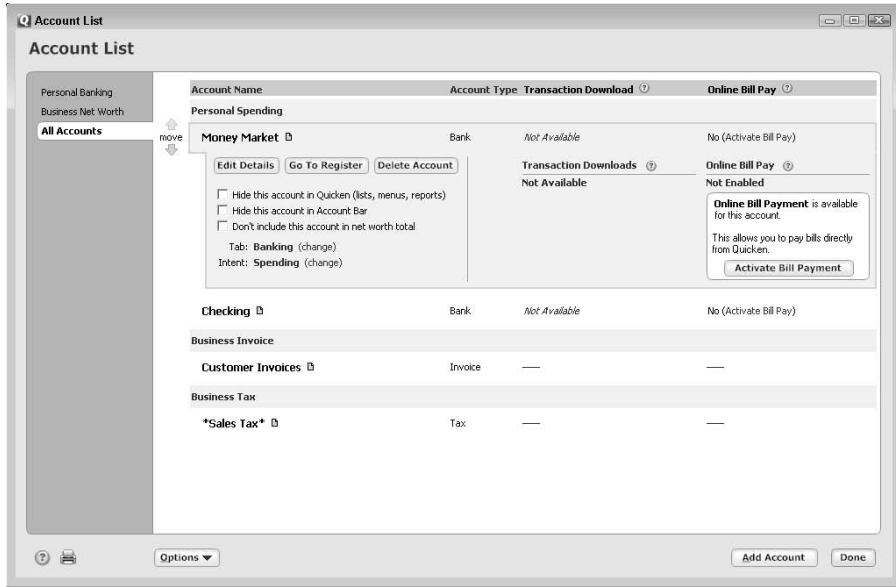 Account List
Account List
Personal Banking
Business Net Worth
All Accounts
move
Account Name Account Type Transaction Download ? Online Bill Pay ?
Personal Spending
Money Market Bank Not Available No (Activate Bill Pay)
Edit Details Go To Register Delete Account
Transaction Downloads ? Online Bill Pay ?
Not Available Not Enabled
Hide this account in Quicken (lists, menus, reports)
Hide this account in Account Bar
Don't include this account in net worth total
Tab: Banking (change)
Intent: Spending (change)
Online Bill Payment is available
for this account.
This allows you to pay bills directly
from Quicken.
Activate Bill Payment
Checking Bank Not Available No (Activate Bill Pay)
Business Invoice
Customer Invoices Invoice —— ——
Business Tax
*Sales Tax* Tax —— ——
? Options Add Account Done